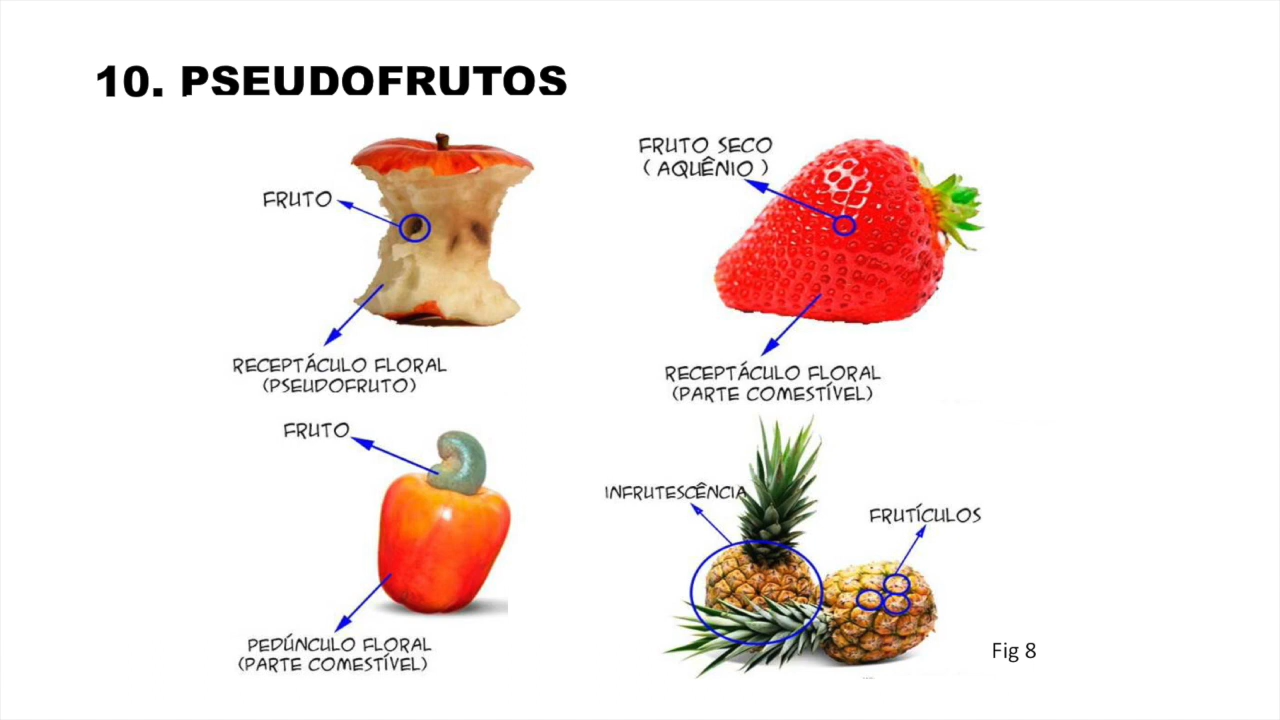 10. PSEUDOFRUTOS
FRUTO
RECEPTÁCULO FLORAL
(PSEUDOFRUTO)
FRUTO SECO
( AQUÊNIO )
RECEPTÁCULO FLORAL
(PARTE COMESTÍVEL)
FRUTO
PEDÚNCULO FLORAL
(PARTE COMESTÍVEL)
INFRUTESCÊNCIA
FRUTÍCULOS
Fig 8